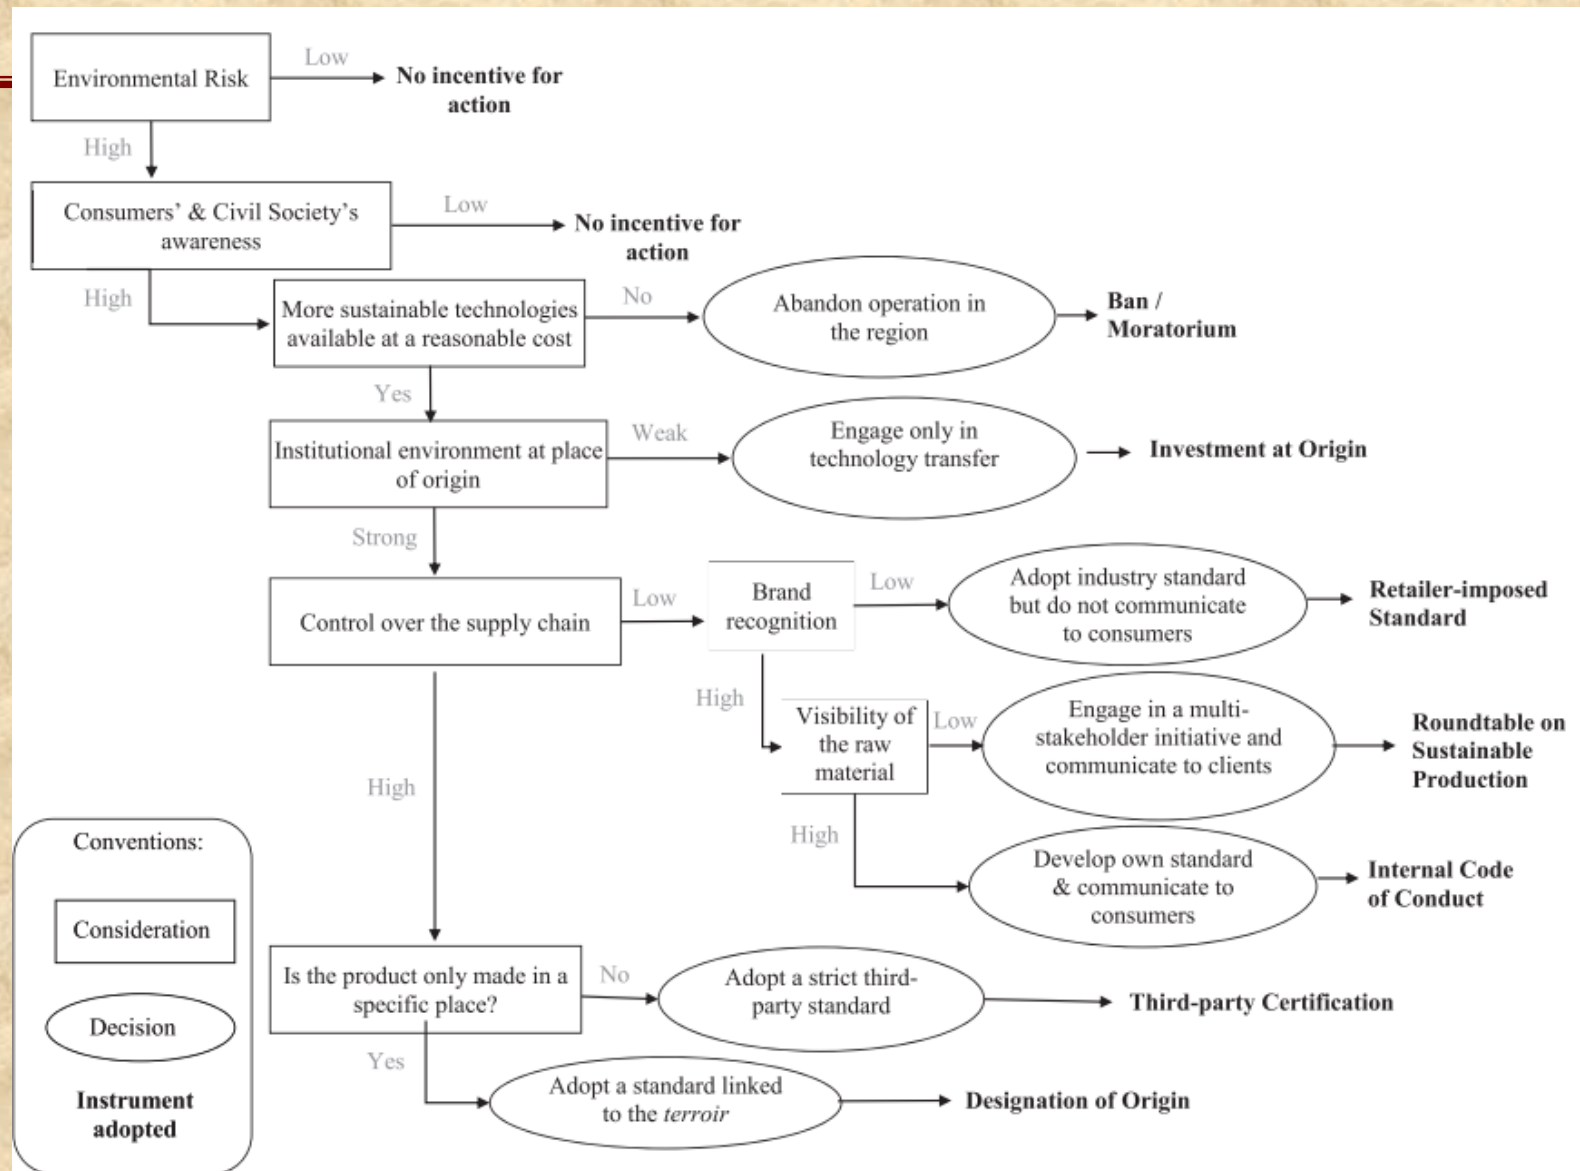 Environmental Risk
Low
No incentive for
action
High
Consumers' & Civil Society's
awareness
Low
No incentive for
action
High
More sustainable technologies
available at a reasonable cost
No
Abandon operation in
the region
Ban /
Moratorium
Yes
Institutional environment at place
of origin
Weak
Engage only in
technology transfer
Investment at Origin
Strong
Control over the supply chain
Low
Brand
recognition
Low
Adopt industry standard
but do not communicate
to consumers
Retailer-imposed
Standard
High
Visibility of
the raw
material
Low
Engage in a multi-
stakeholder initiative and
communicate to clients
Roundtable on
Sustainable
Production
High
Develop own standard
& communicate to
consumers
Internal Code
of Conduct
High
Is the product only made in a
specific place?
No
Adopt a strict third-
party standard
Third-party Certification
Yes
Adopt a standard linked
to the terroir
Designation of Origin
Conventions:
Consideration
Decision
Instrument
adopted